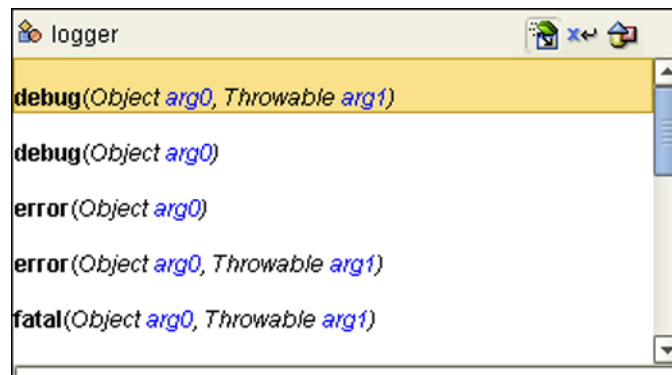 logger
debug(Object arg0, Throwable arg1)
debug(Object arg0)
error(Object arg0)
error(Object arg0, Throwable arg1)
fatal(Object arg0, Throwable arg1)